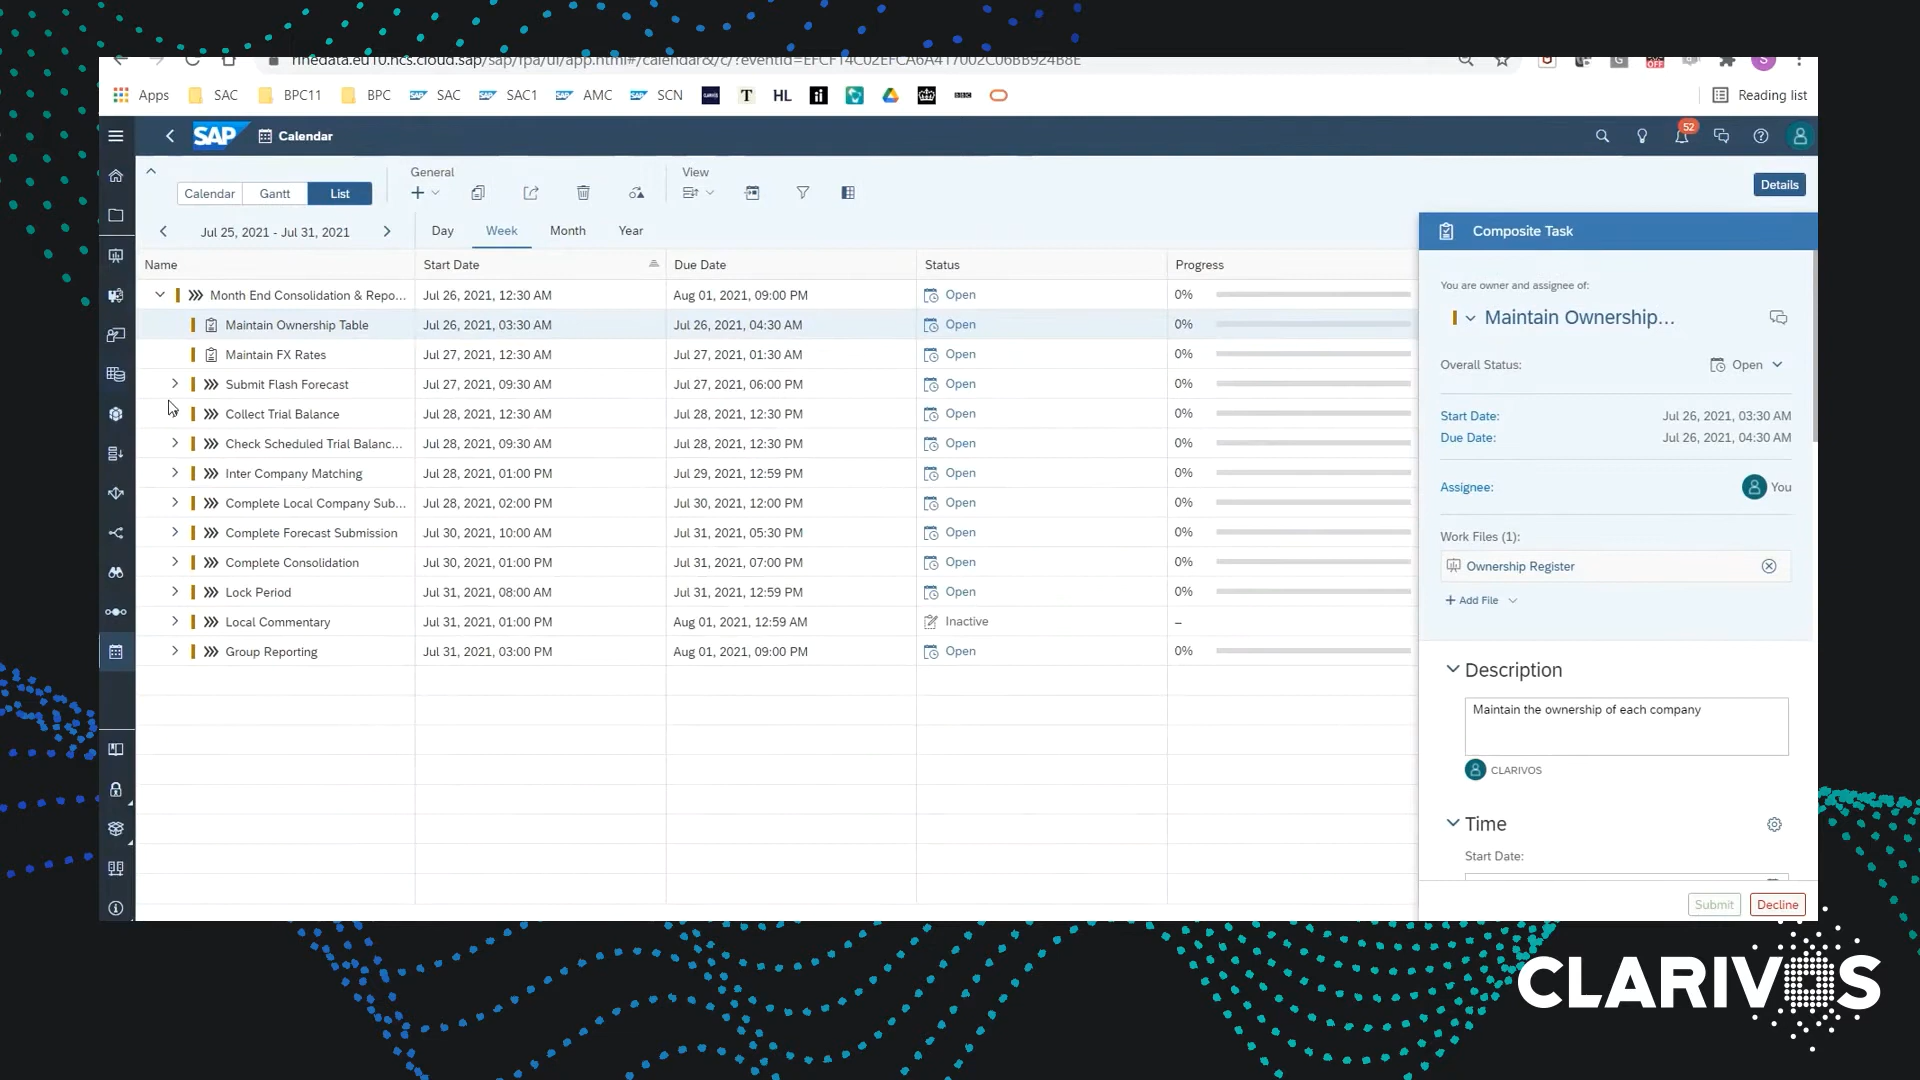 rinedata.eu10.hcs.cloud.sap/sap/fpa/ui/app.html#/calendar&/c/?eventId=EFCF14C02EFCA6A417002C06BB924B8E
Apps SAC BPC11 BPC SAC SAC1 AMC SCN T HL Reading list
SAP Calendar 52
General View
Calendar Gantt List Details
Jul 25, 2021 - Jul 31, 2021 Day Week Month Year
Name Start Date Due Date Status Progress
Month End Consolidation & Repo... Jul 26, 2021, 12:30 AM Aug 01, 2021, 09:00 PM Open 0%
Maintain Ownership Table Jul 26, 2021, 03:30 AM Jul 26, 2021, 04:30 AM Open 0%
Maintain FX Rates Jul 27, 2021, 12:30 AM Jul 27, 2021, 01:30 AM Open 0%
Submit Flash Forecast Jul 27, 2021, 09:30 AM Jul 27, 2021, 06:00 PM Open 0%
Collect Trial Balance Jul 28, 2021, 12:30 AM Jul 28, 2021, 12:30 PM Open 0%
Check Scheduled Trial Balanc... Jul 28, 2021, 09:30 AM Jul 28, 2021, 12:30 PM Open 0%
Inter Company Matching Jul 28, 2021, 01:00 PM Jul 29, 2021, 12:59 PM Open 0%
Complete Local Company Sub... Jul 28, 2021, 02:00 PM Jul 30, 2021, 12:00 PM Open 0%
Complete Forecast Submission Jul 30, 2021, 10:00 AM Jul 31, 2021, 05:30 PM Open 0%
Complete Consolidation Jul 30, 2021, 01:00 PM Jul 31, 2021, 07:00 PM Open 0%
Lock Period Jul 31, 2021, 08:00 AM Jul 31, 2021, 12:59 PM Open 0%
Local Commentary Jul 31, 2021, 01:00 PM Aug 01, 2021, 12:59 AM Inactive –
Group Reporting Jul 31, 2021, 03:00 PM Aug 01, 2021, 09:00 PM Open 0%
Composite Task
You are owner and assignee of:
Maintain Ownership...
Overall Status: Open
Start Date: Jul 26, 2021, 03:30 AM
Due Date: Jul 26, 2021, 04:30 AM
Assignee: You
Work Files (1):
Ownership Register
+ Add File
Description
Maintain the ownership of each company
CLARIVOS
Time
Start Date:
Submit Decline
CLARIVOS